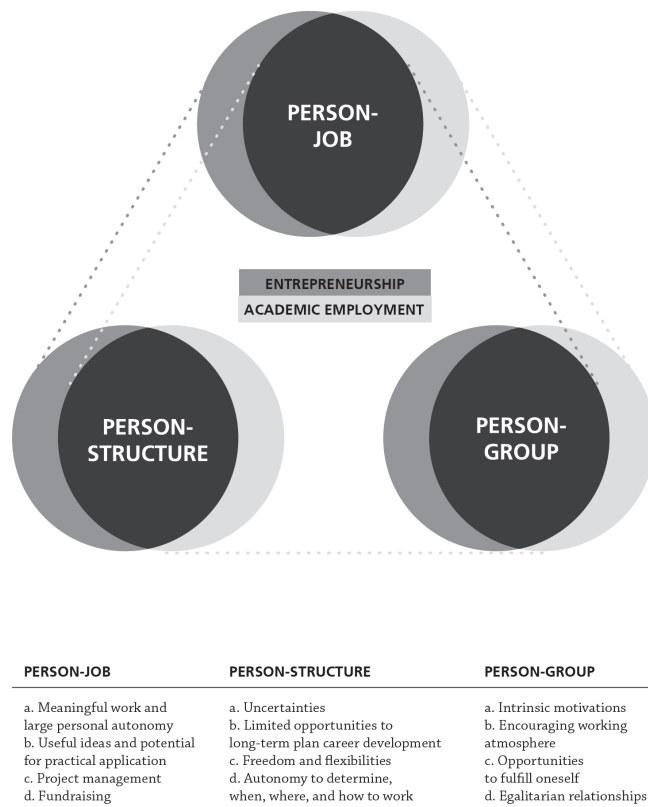 PERSON-
JOB
ENTREPRENEURSHIP
ACADEMIC EMPLOYMENT
PERSON-
STRUCTURE
PERSON-
GROUP
PERSON-JOB
a. Meaningful work and
large personal autonomy
b. Useful ideas and potential
for practical application
c. Project management
d. Fundraising
PERSON-STRUCTURE
a. Uncertainties
b. Limited opportunities to
long-term plan career development
c. Freedom and flexibilities
d. Autonomy to determine,
when, where, and how to work
PERSON-GROUP
a. Intrinsic motivations
b. Encouraging working
atmosphere
c. Opportunities
to fulfill oneself
d. Egalitarian relationships